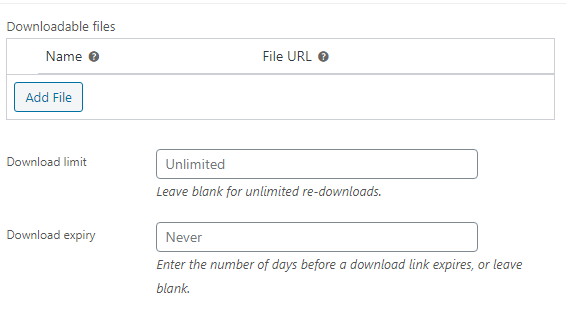 Downloadable files
Name ? File URL ?
Add File
Download limit
Unlimited
Leave blank for unlimited re-downloads.
Download expiry
Never
Enter the number of days before a download link expires, or leave
blank.